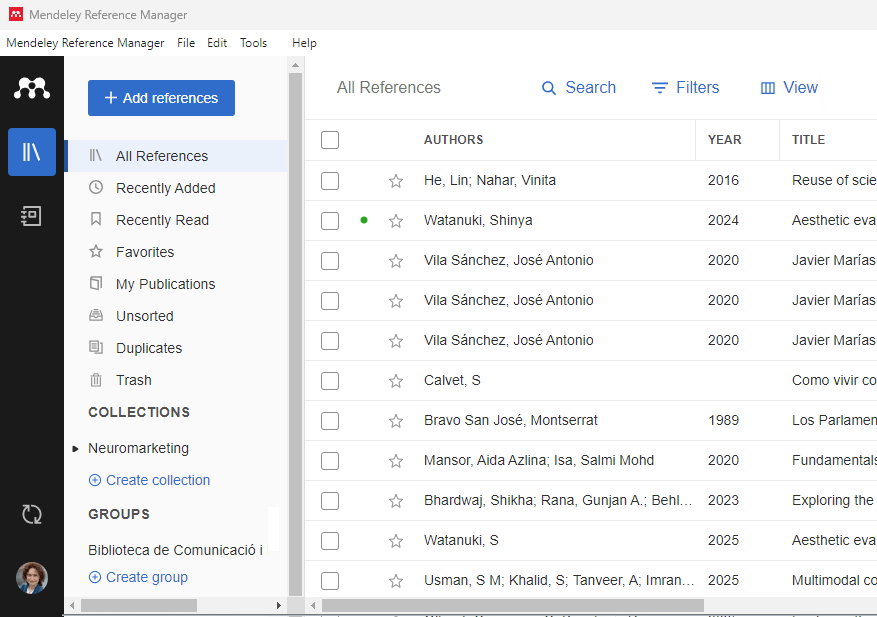 Mendeley Reference Manager
Mendeley Reference Manager File Edit Tools Help
+ Add references
All References
Recently Added
Recently Read
Favorites
My Publications
Unsorted
Duplicates
Trash
COLLECTIONS
Neuromarketing
Create collection
GROUPS
Biblioteca de Comunicació i
Create group
All References Search Filters View
AUTHORS YEAR TITLE
He, Lin; Nahar, Vinita 2016 Reuse of scie
Watanuki, Shinya 2024 Aesthetic eva
Vila Sánchez, José Antonio 2020 Javier Marías
Vila Sánchez, José Antonio 2020 Javier Marías
Vila Sánchez, José Antonio 2020 Javier Marías
Calvet, S Como vivir co
Bravo San José, Montserrat 1989 Los Parlamen
Mansor, Aida Azlina; Isa, Salmi Mohd 2020 Fundamentals
Bhardwaj, Shikha; Rana, Gunjan A.; Behl... 2023 Exploring the
Watanuki, S 2025 Aesthetic eva
Usman, S M; Khalid, S; Tanveer, A; Imran... 2025 Multimodal co